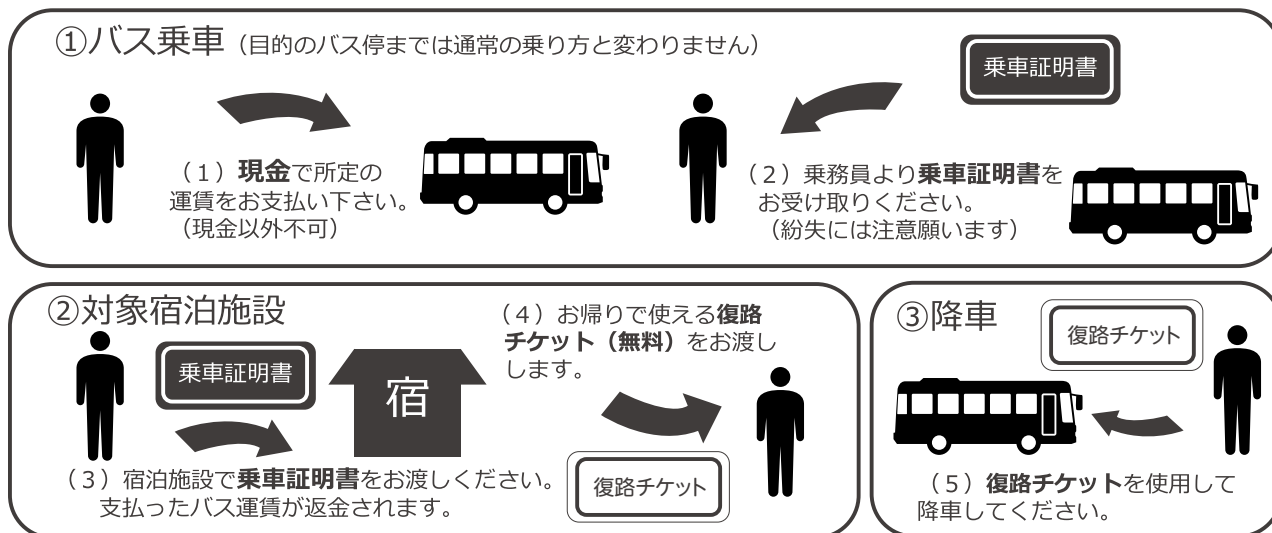 ①バス乗車（目的のバス停までは通常の乗り方と変わりません）
乗車証明書
（１）現金で所定の
運賃をお支払い下さい。
（現金以外不可）
（２）乗務員より乗車証明書を
お受け取りください。
（紛失には注意願います）
②対象宿泊施設
乗車証明書
宿
（３）宿泊施設で乗車証明書をお渡しください。
支払ったバス運賃が返金されます。
（４）お帰りで使える復路
チケット（無料）をお渡し
します。
復路チケット
③降車
復路チケット
（５）復路チケットを使用して
降車してください。